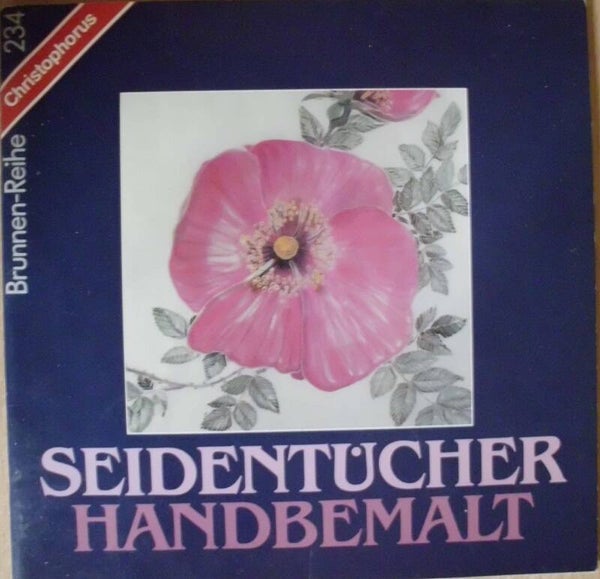 Brunnen-Reihe 234
Christophorus
SEIDENTÜCHER
HANDBEMALT